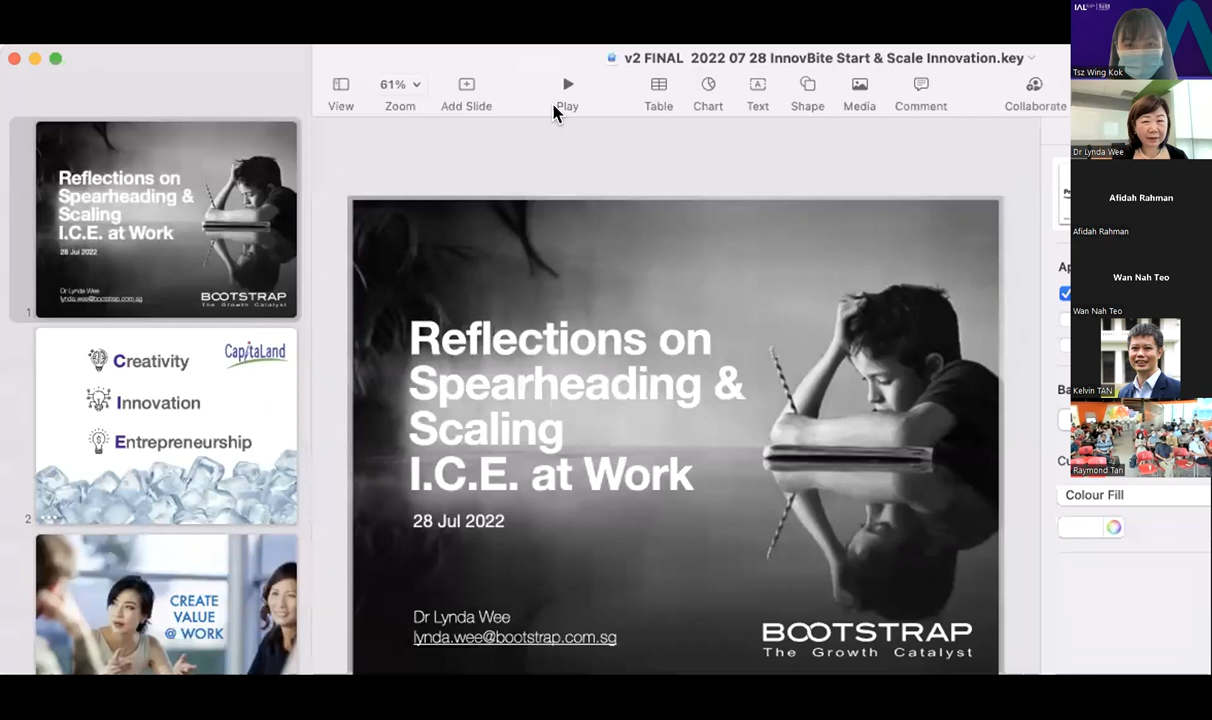 v2 FINAL 2022 07 28 InnovBite Start & Scale Innovation.key
61%
View
Zoom
Add Slide
Play
Table
Chart
Text
Shape
Media
Comment
Collaborate
Reflections on
Spearheading &
Scaling
I.C.E. at Work
28 Jul 2022
Dr Lynda Wee
lynda.wee@bootstrap.com.sg
BOOTSTRAP
The Growth Catalyst
1
Creativity
CapitaLand
Innovation
Entrepreneurship
2
CREATE
VALUE
@ WORK
Reflections on
Spearheading &
Scaling
I.C.E. at Work
28 Jul 2022
Dr Lynda Wee
lynda.wee@bootstrap.com.sg
BOOTSTRAP
The Growth Catalyst
Colour Fill
IAL
Tsz Wing Kok
Dr Lynda Wee
Afidah Rahman
Afidah Rahman
Wan Nah Teo
Wan Nah Teo
Kelvin TAN
Raymond Tan